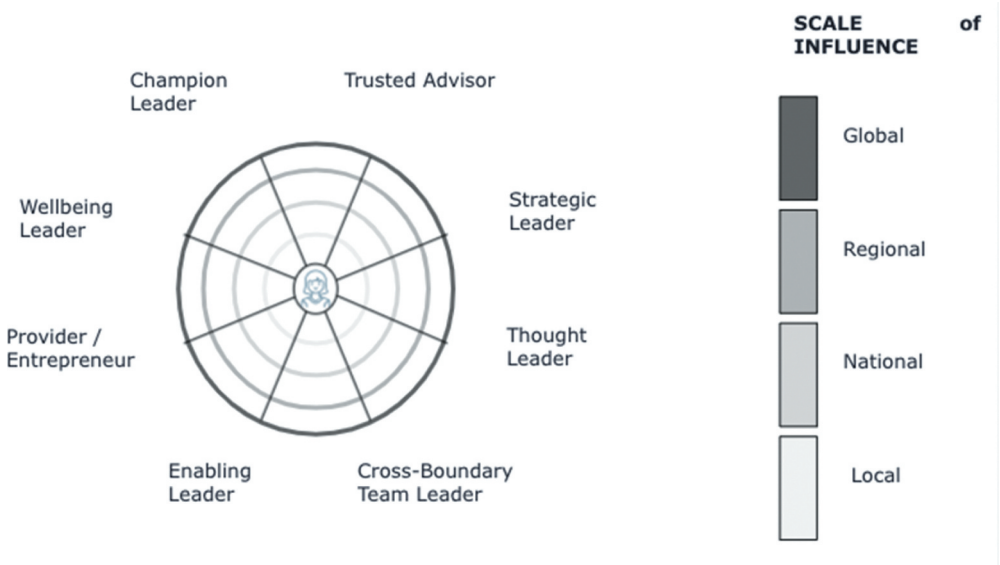 SCALE of
INFLUENCE
Champion
Leader
Trusted Advisor
Wellbeing
Leader
Strategic
Leader
Provider /
Entrepreneur
Thought
Leader
Enabling
Leader
Cross-Boundary
Team Leader
Global
Regional
National
Local